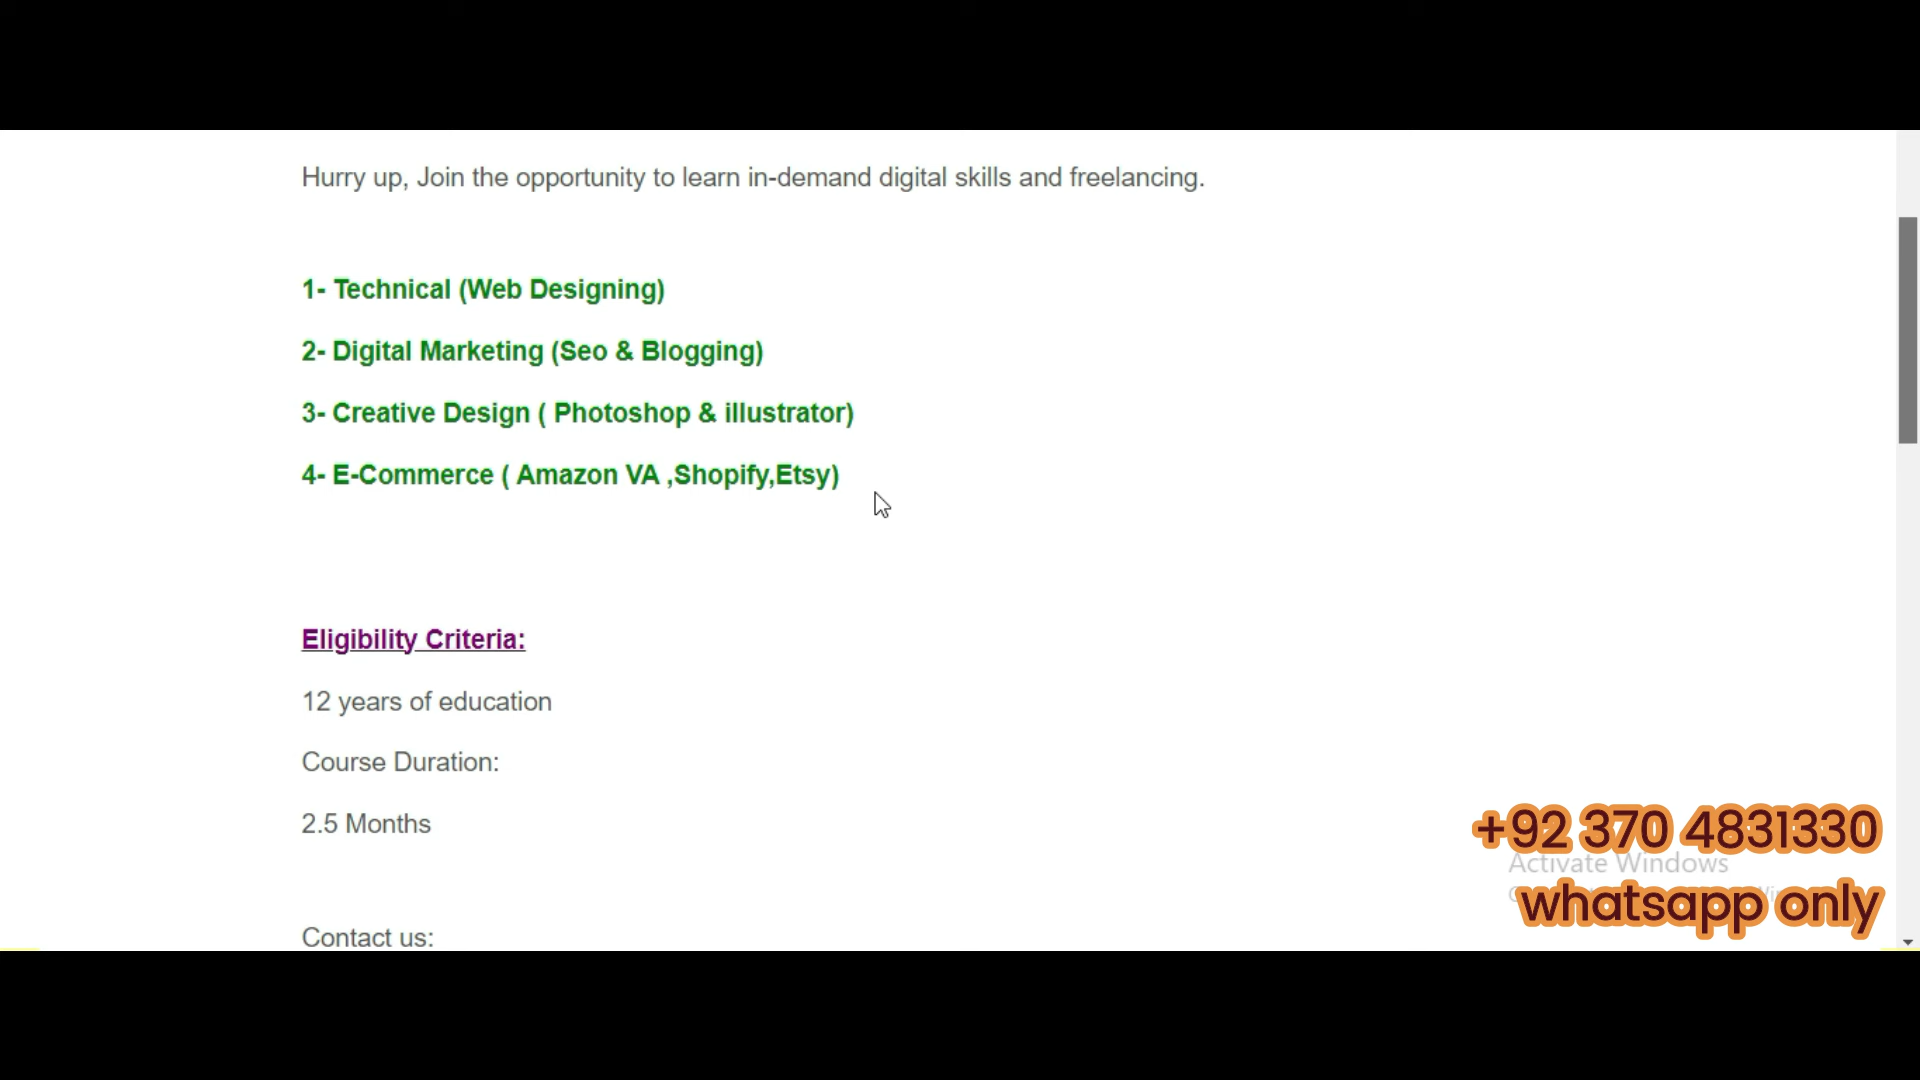 Hurry up, Join the opportunity to learn in-demand digital skills and freelancing.
1- Technical (Web Designing)
2- Digital Marketing (Seo & Blogging)
3- Creative Design ( Photoshop & illustrator)
4- E-Commerce ( Amazon VA ,Shopify,Etsy)
Eligibility Criteria:
12 years of education
Course Duration:
2.5 Months
Contact us:
+92 370 4831330
Activate Windows
whatsapp only